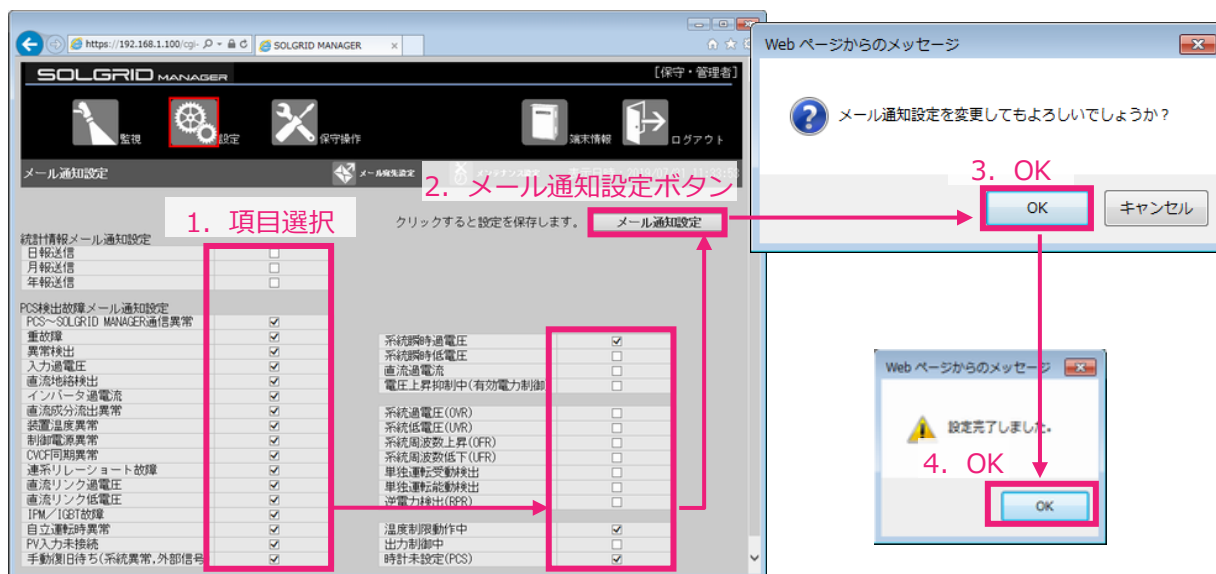 https://192.168.1.100/cgi-
SOLGRID MANAGER
SOLGRID MANAGER
[保守・管理者]
監視
設定
保守操作
端末情報
ログアウト
メール通知設定
メール宛先設定
2. メール通知設定ボタン
1. 項目選択
クリックすると設定を保存します。
メール通知設定
統計情報メール通知設定
日報送信
月報送信
年報送信
PCS検出故障メール通知設定
PCS～SOLGRID MANAGER通信異常
重故障
異常検出
入力過電圧
直流地絡検出
インバータ過電流
直流成分流出異常
装置温度異常
制御電源異常
CVCF同期異常
連系リレーショート故障
直流リンク過電圧
直流リンク低電圧
IPM／IGBT故障
自立運転時異常
PV入力未接続
手動復旧待ち(系統異常,外部信号
系統瞬時過電圧
系統瞬時低電圧
直流過電流
電圧上昇抑制中(有効電力制御
系統過電圧(OVR)
系統低電圧(UVR)
系統周波数上昇(OFR)
系統周波数低下(UFR)
単独運転受動検出
単独運転能動検出
逆電力検出(RPR)
温度制限動作中
出力制御中
時計未設定(PCS)
Web ページからのメッセージ
メール通知設定を変更してもよろしいでしょうか？
3. OK
OK
キャンセル
Web ページからのメッセージ
設定完了しました。
4. OK
OK